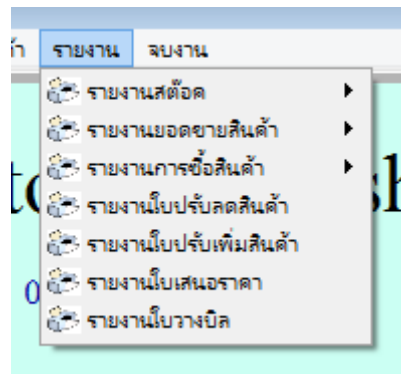 รายงาน จบงาน
รายงานสต๊อค
รายงานยอดขายสินค้า
รายงานการซื้อสินค้า
รายงานใบปรับลดสินค้า
รายงานใบปรับเพิ่มสินค้า
0
รายงานใบเสนอราคา
รายงานใบวางบิล